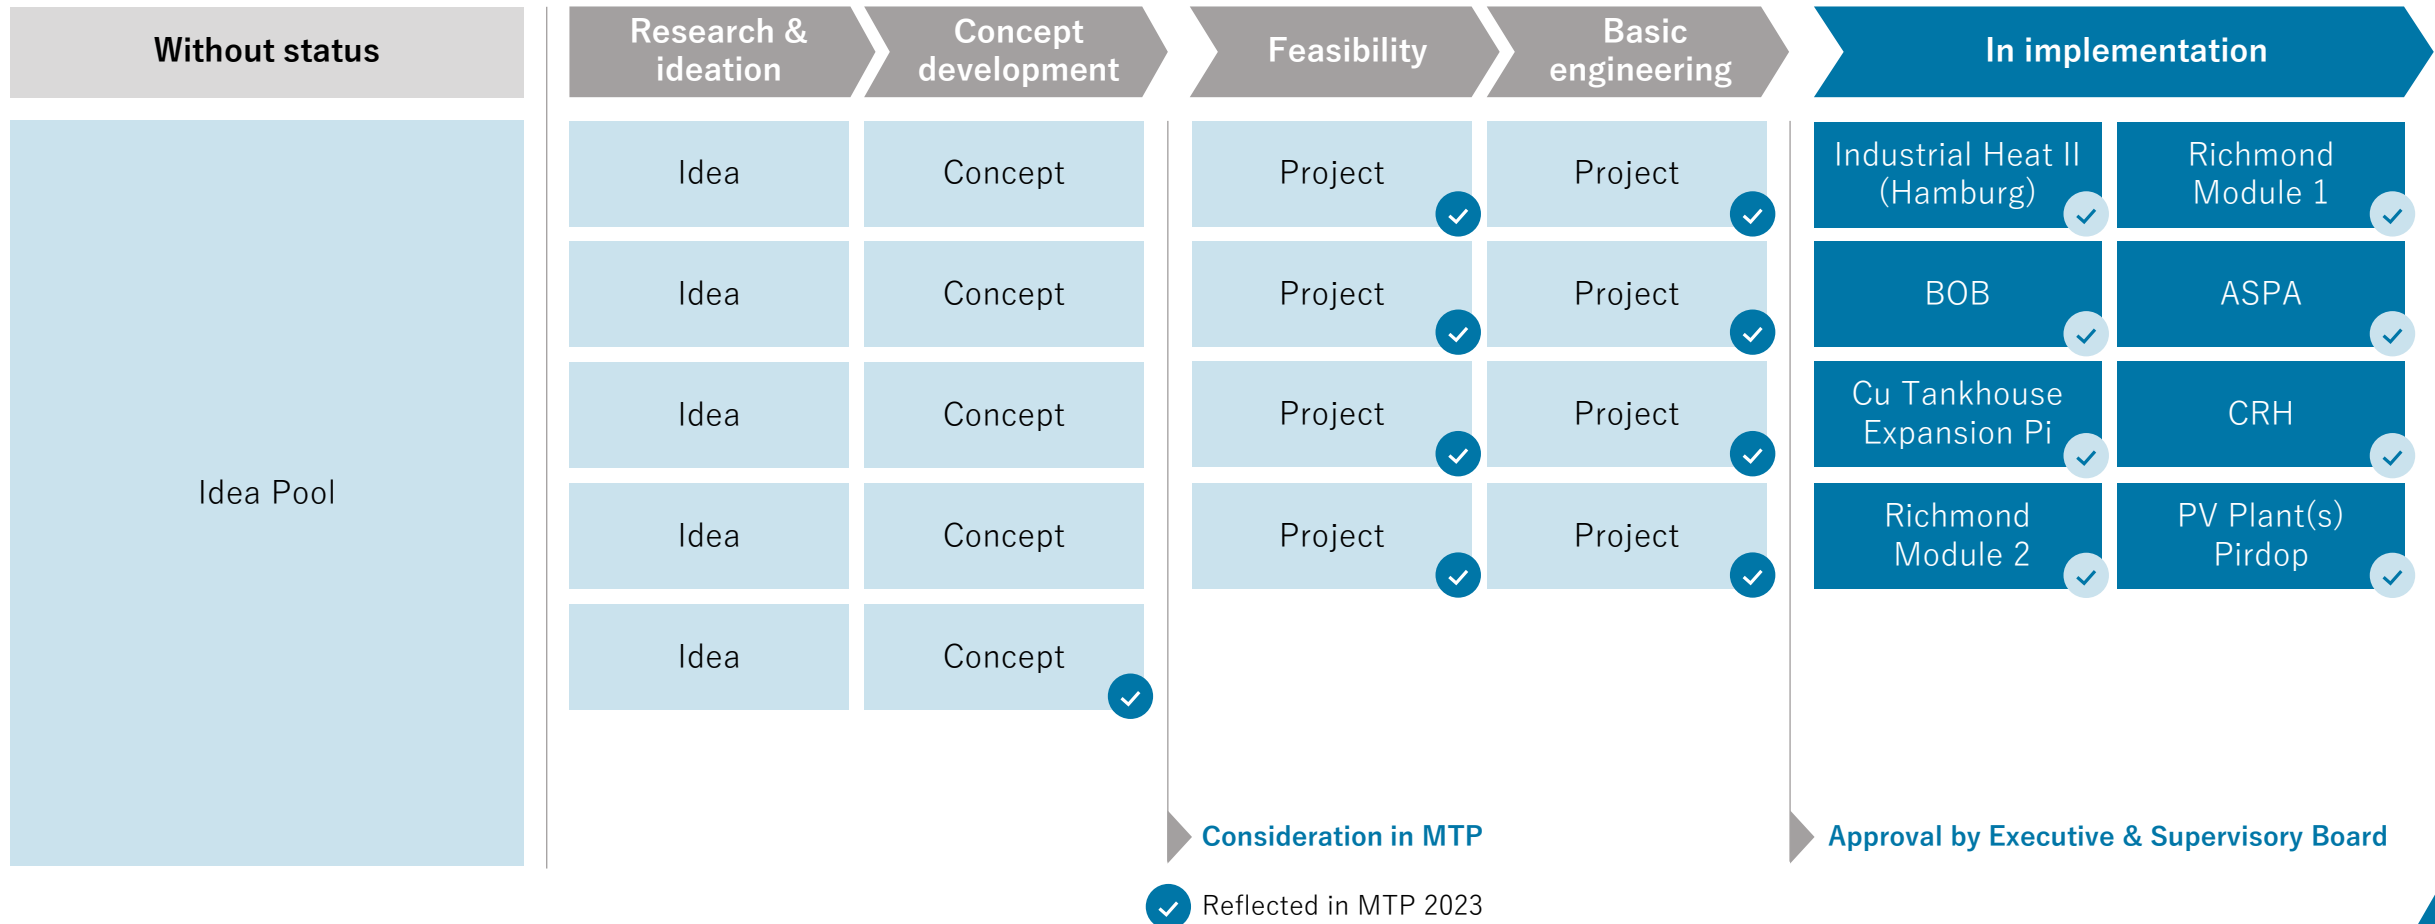 Without status
Research &
ideation
Concept
development
Feasibility
Basic
engineering
In implementation
Idea Pool
Idea
Concept
Project
Project
Industrial Heat II
(Hamburg)
Richmond
Module 1
Idea
Concept
Project
Project
BOB
ASPA
Idea
Concept
Project
Project
Cu Tankhouse
Expansion Pi
CRH
Idea
Concept
Project
Project
Richmond
Module 2
PV Plant(s)
Pirdop
Idea
Concept
Consideration in MTP
Approval by Executive & Supervisory Board
Reflected in MTP 2023